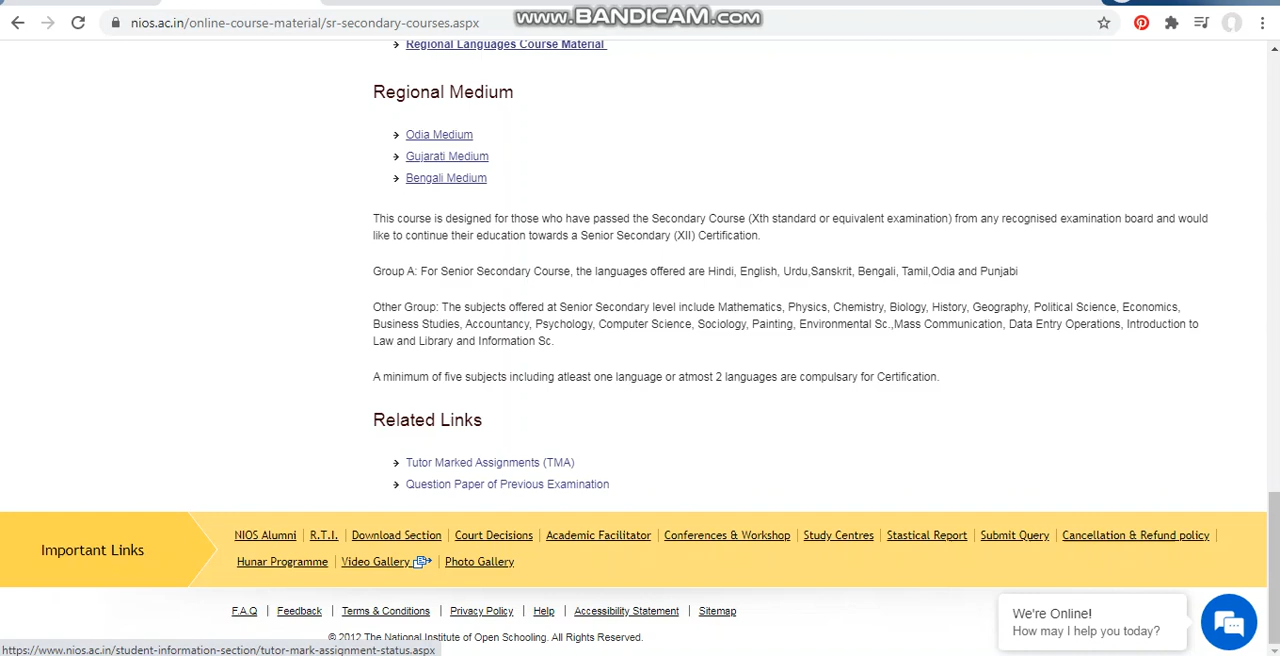 nios.ac.in/online-course-material/sr-secondary-courses.aspx
www.BANDICAM.com
Regional Languages Course Material
Regional Medium
Odia Medium
Gujarati Medium
Bengali Medium
This course is designed for those who have passed the Secondary Course (Xth standard or equivalent examination) from any recognised examination board and would
like to continue their education towards a Senior Secondary (XII) Certification.
Group A: For Senior Secondary Course, the languages offered are Hindi, English, Urdu,Sanskrit, Bengali, Tamil,Odia and Punjabi
Other Group: The subjects offered at Senior Secondary level include Mathematics, Physics, Chemistry, Biology, History, Geography, Political Science, Economics,
Business Studies, Accountancy, Psychology, Computer Science, Sociology, Painting, Environmental Sc.,Mass Communication, Data Entry Operations, Introduction to
Law and Library and Information Sc.
A minimum of five subjects including atleast one language or atmost 2 languages are compulsary for Certification.
Related Links
Tutor Marked Assignments (TMA)
Question Paper of Previous Examination
Important Links
NIOS Alumni | R.T.I. | Download Section | Court Decisions | Academic Facilitator | Conferences & Workshop | Study Centres | Stastical Report | Submit Query | Cancellation & Refund policy |
Hunar Programme | Video Gallery | Photo Gallery
F.A.Q | Feedback | Terms & Conditions | Privacy Policy | Help | Accessibility Statement | Sitemap
We're Online!
How may I help you today?
© 2012 The National Institute of Open Schooling. All Rights Reserved.
https://www.nios.ac.in/student-information-section/tutor-mark-assignment-status.aspx